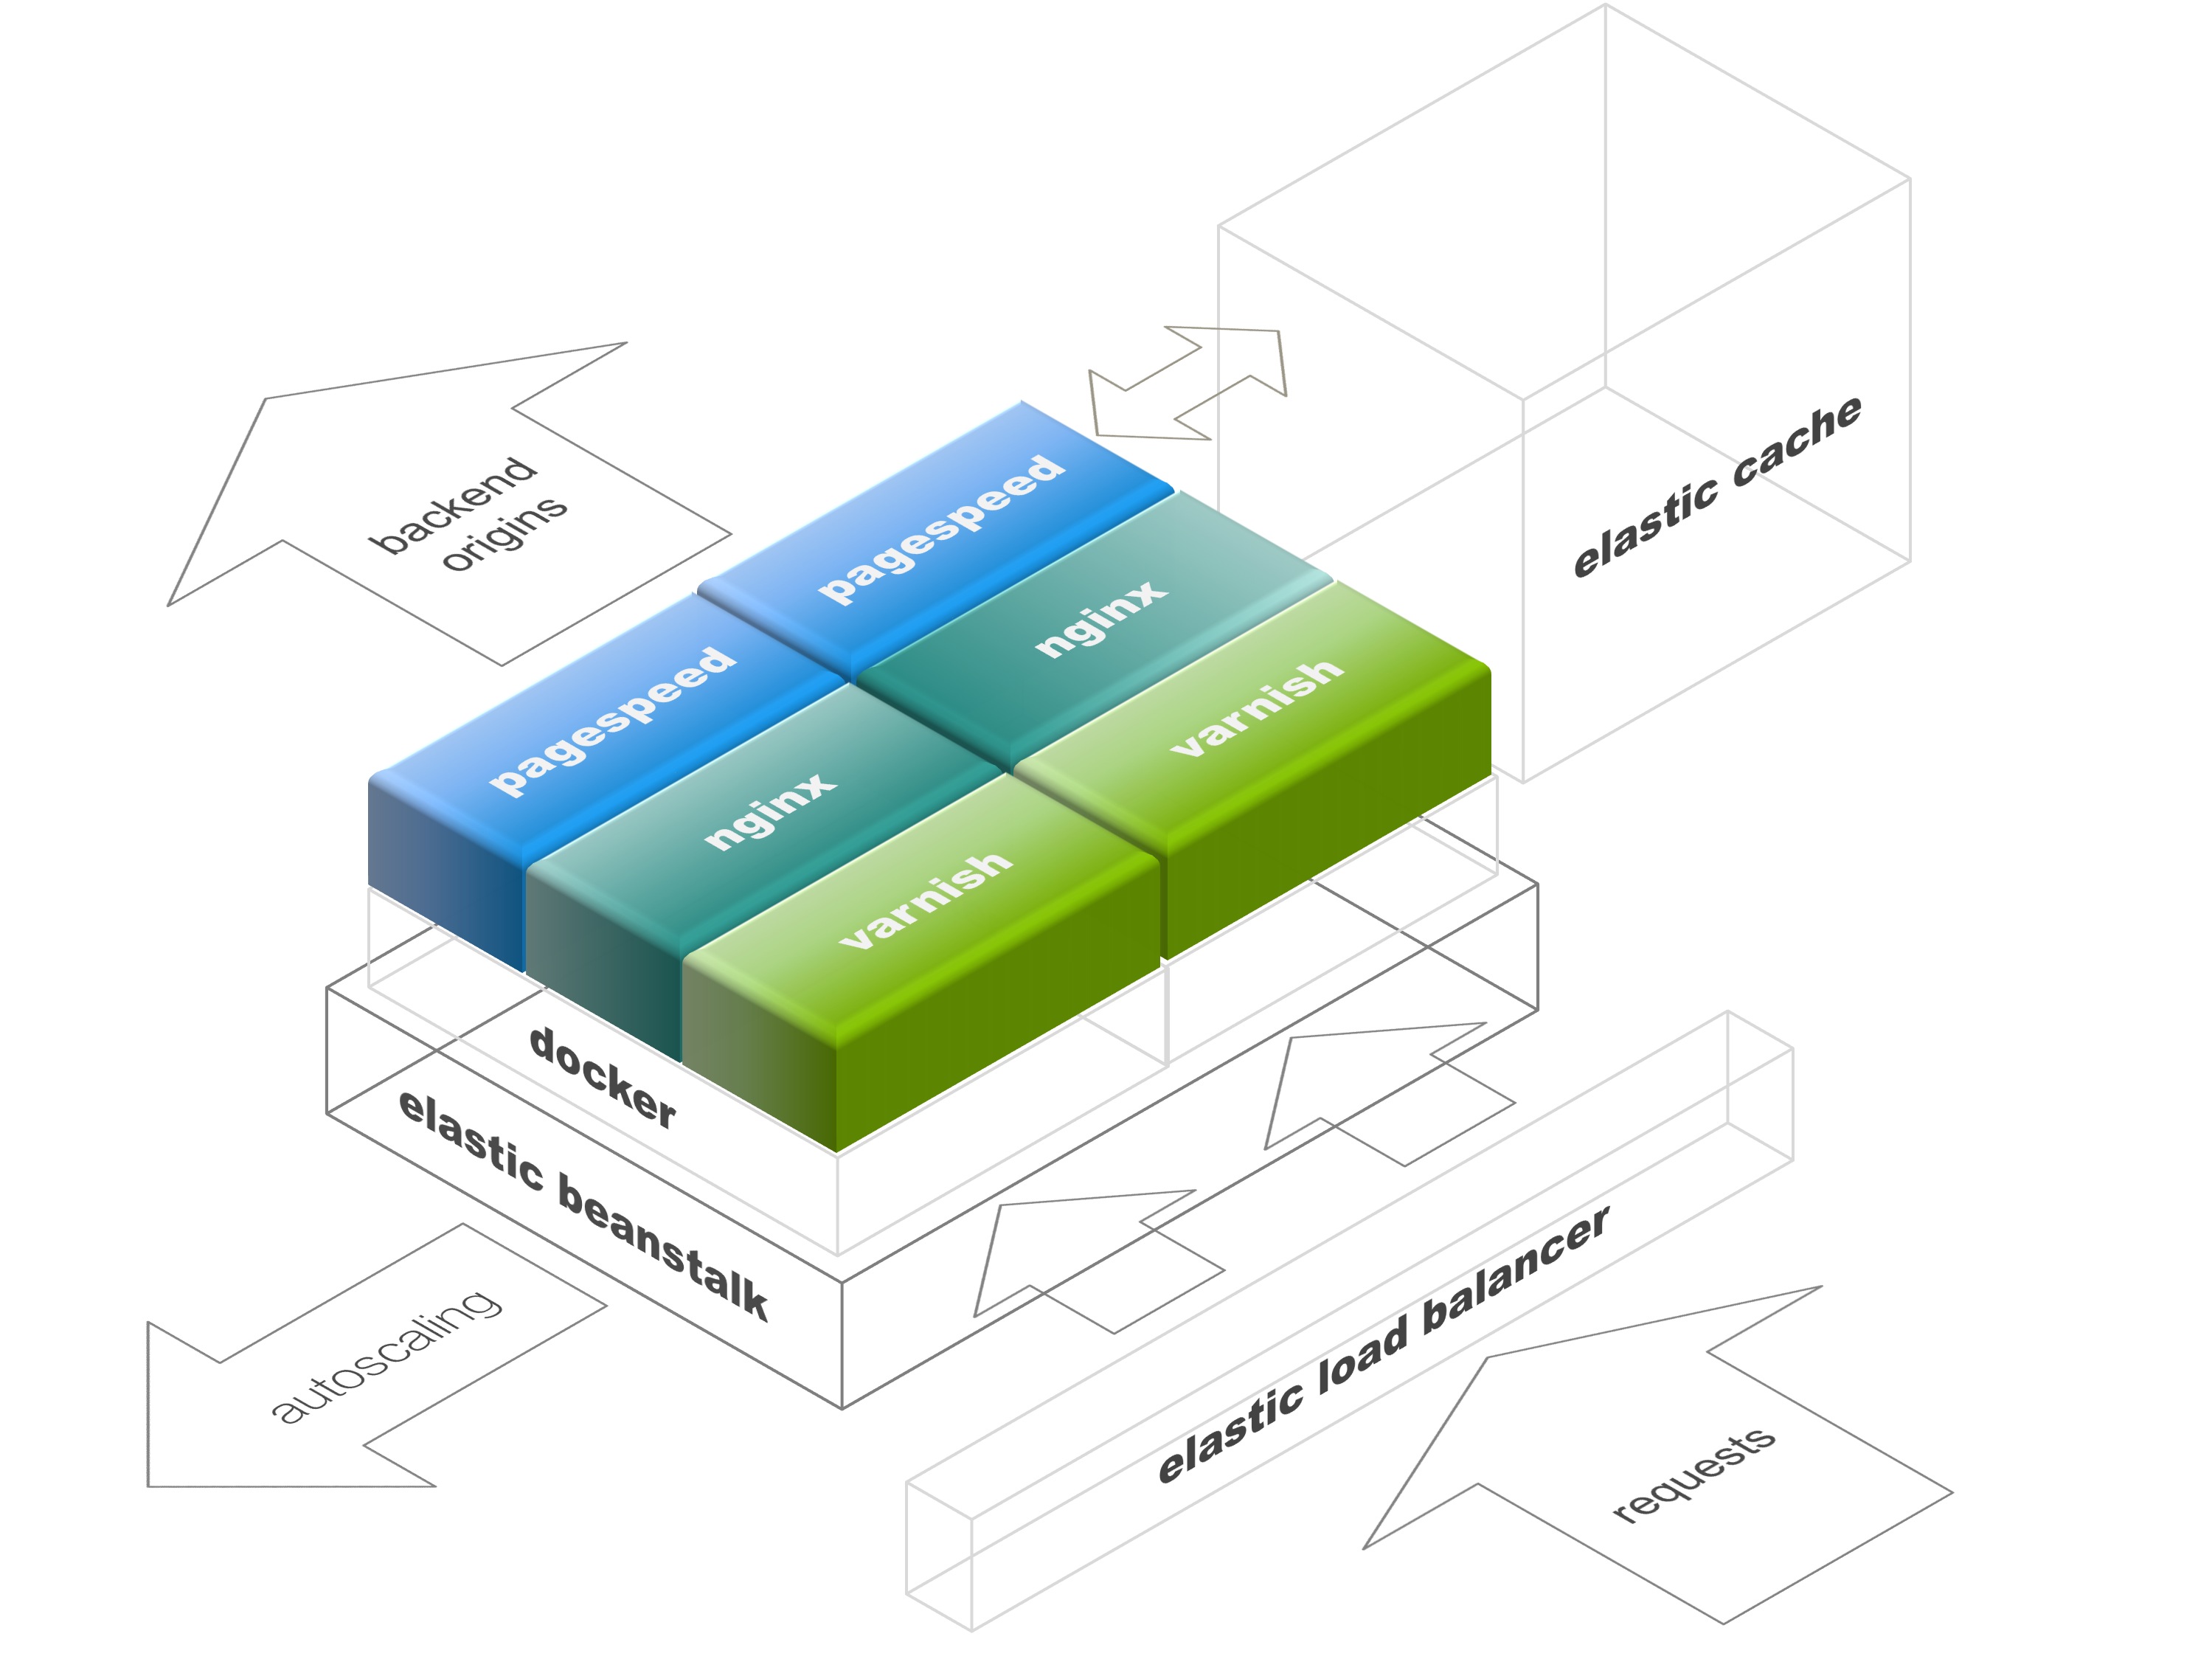 elastic cache
backend
origins
pagespeed
nginx
varnish
pagespeed
nginx
varnish
docker
elastic beanstalk
autoscaling
elastic load balancer
requests